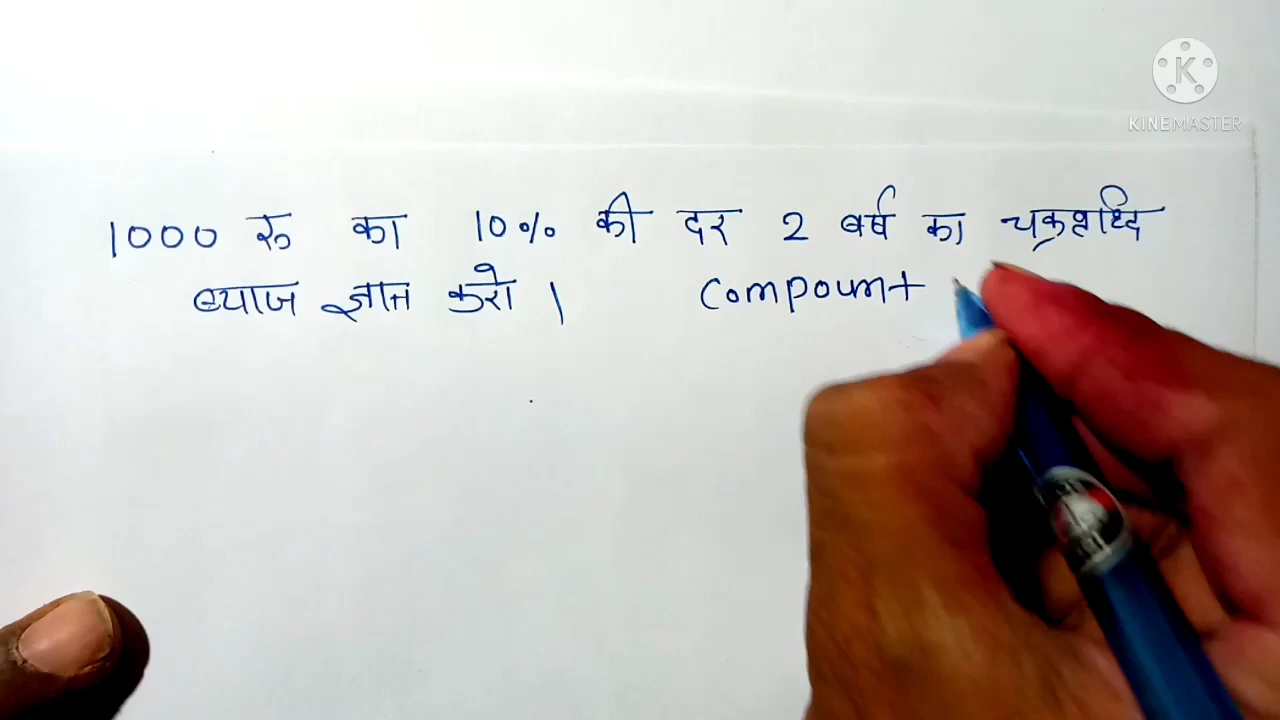 KINEMASTER
1000 रु का 10% की दर 2 वर्ष का चक्रवृध्दि
ब्याज ज्ञात करो । Compount